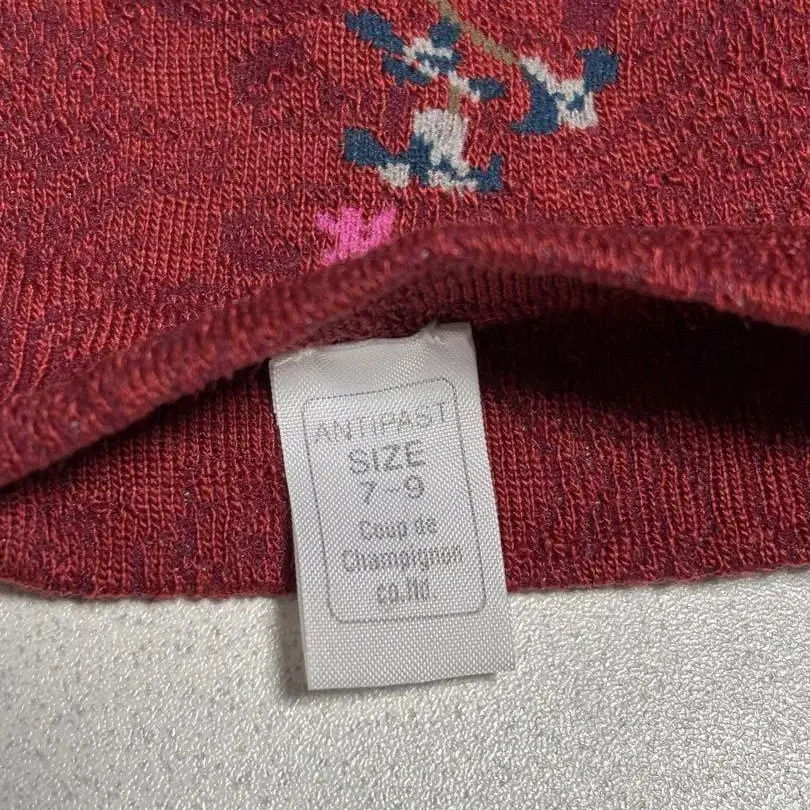 ANTIPAST
SIZE
7-9
Coup de
Champignon
co.ltd